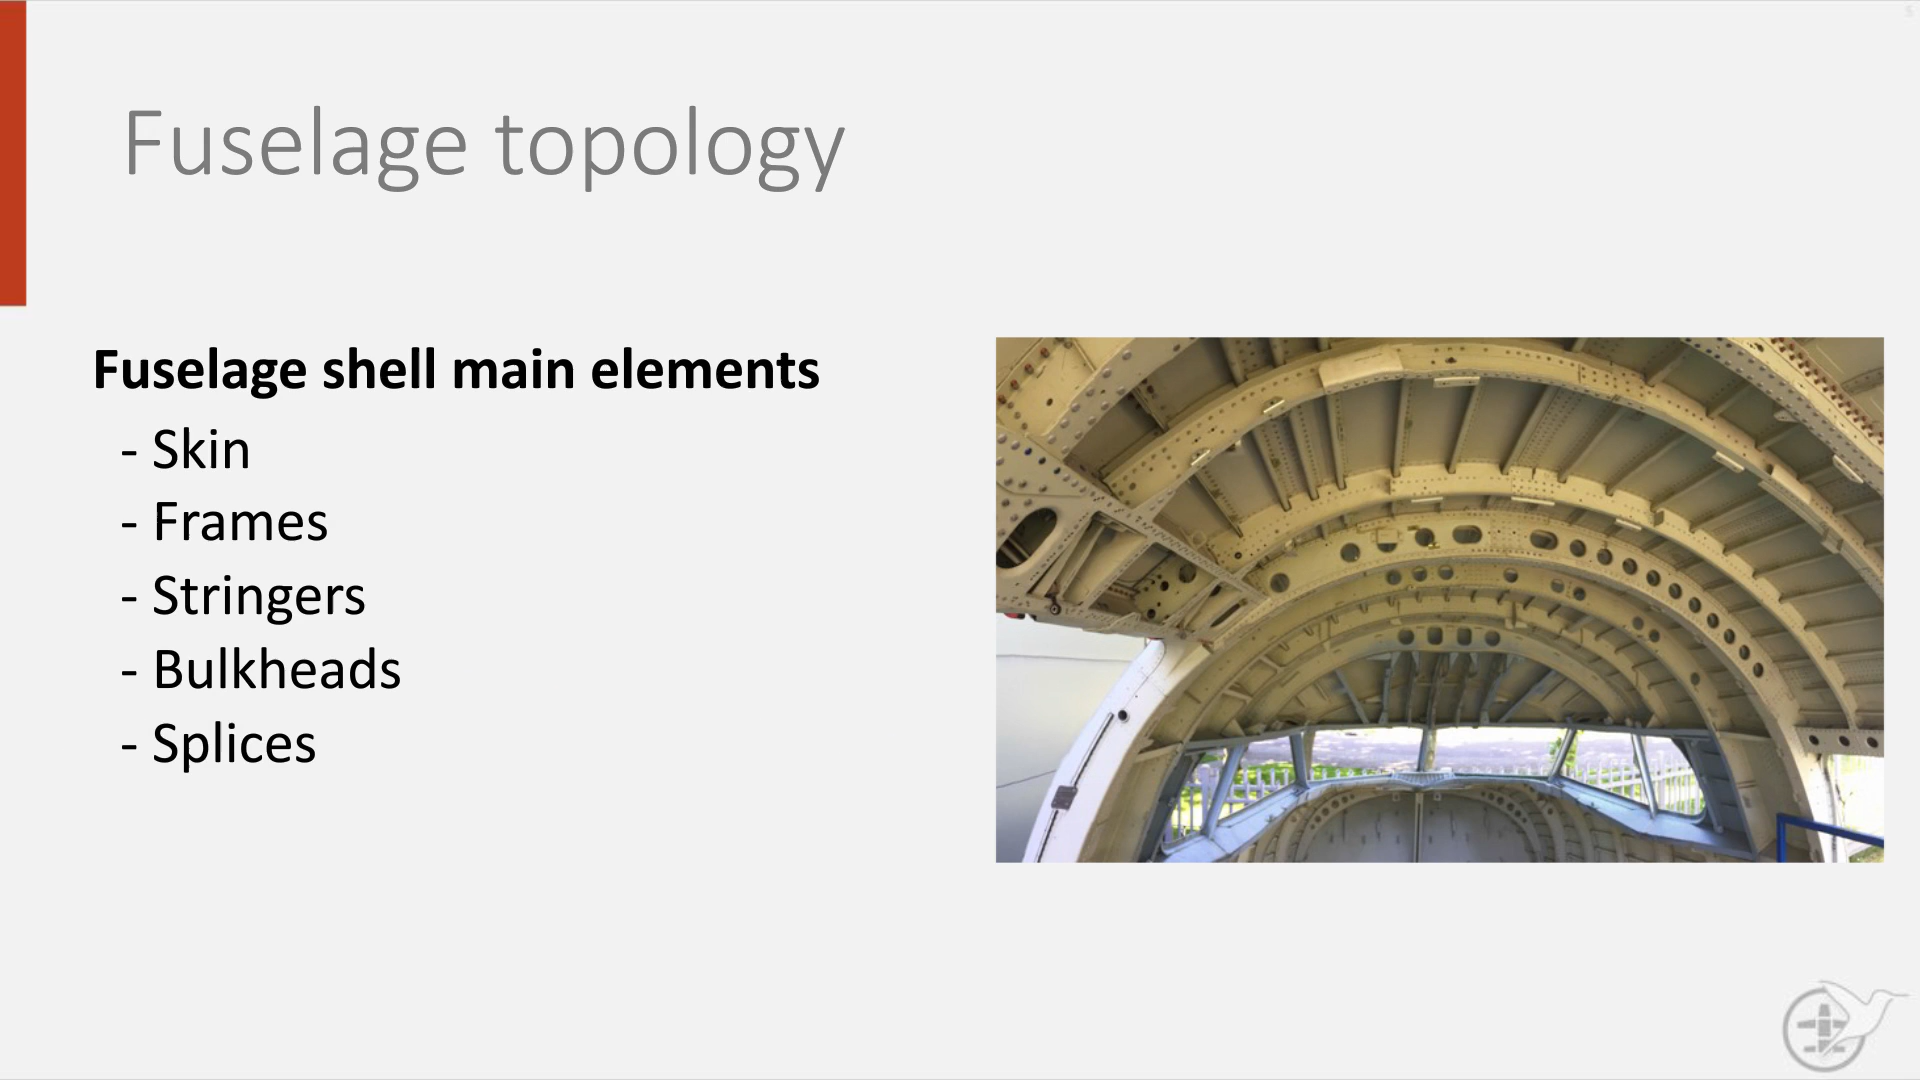 Fuselage topology
Fuselage shell main elements
- Skin
- Frames
- Stringers
- Bulkheads
- Splices